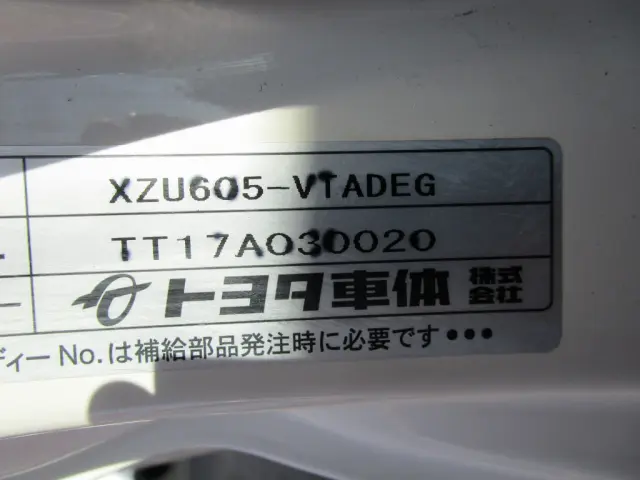 XZU605-VTADEG
TT17A030020
トヨタ車体 株式会社
ディーNo.は補給部品発注時に必要です・・・